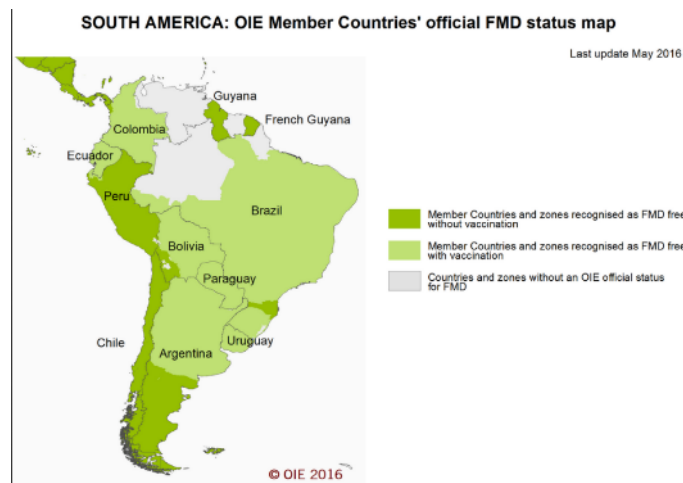 SOUTH AMERICA: OIE Member Countries' official FMD status map
Last update May 2016
Guyana
French Guyana
Colombia
Ecuador
Peru
Brazil
Bolivia
Paraguay
Chile
Argentina
Uruguay
Member Countries and zones recognised as FMD free
without vaccination
Member Countries and zones recognised as FMD free
with vaccination
Countries and zones without an OIE official status
for FMD
© OIE 2016